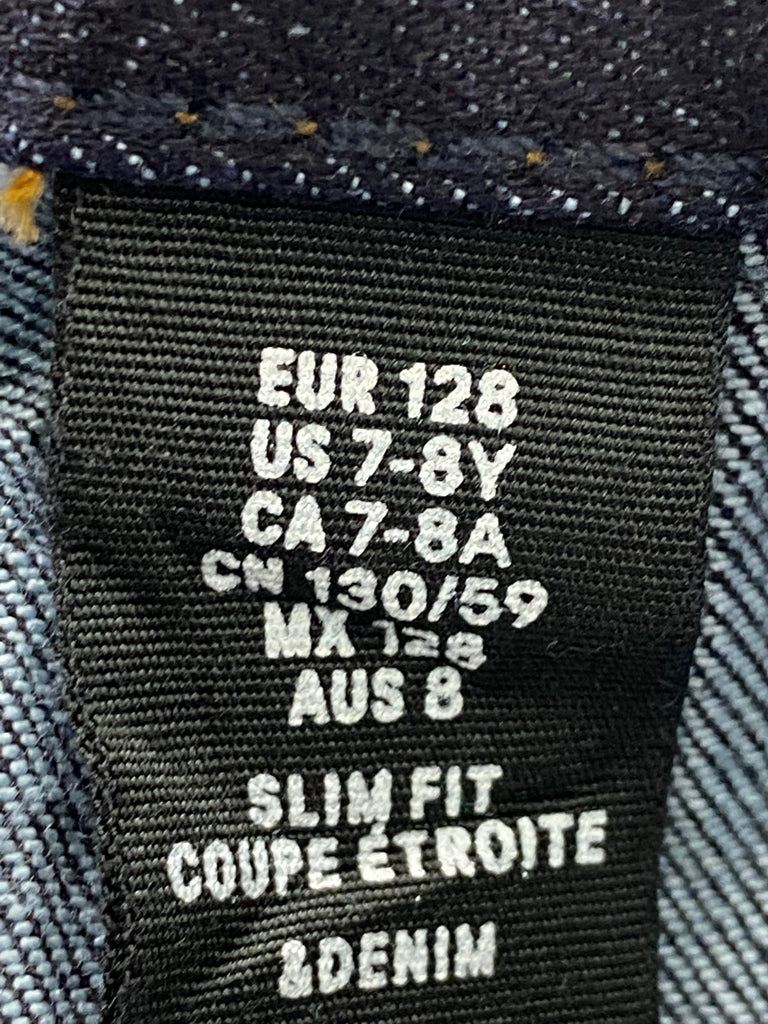 EUR 128
US 7-8Y
CA 7-8A
CN 130/59
MX 128
AUS 8
SLIM FIT
COUPE ÉTROITE
&DENIM